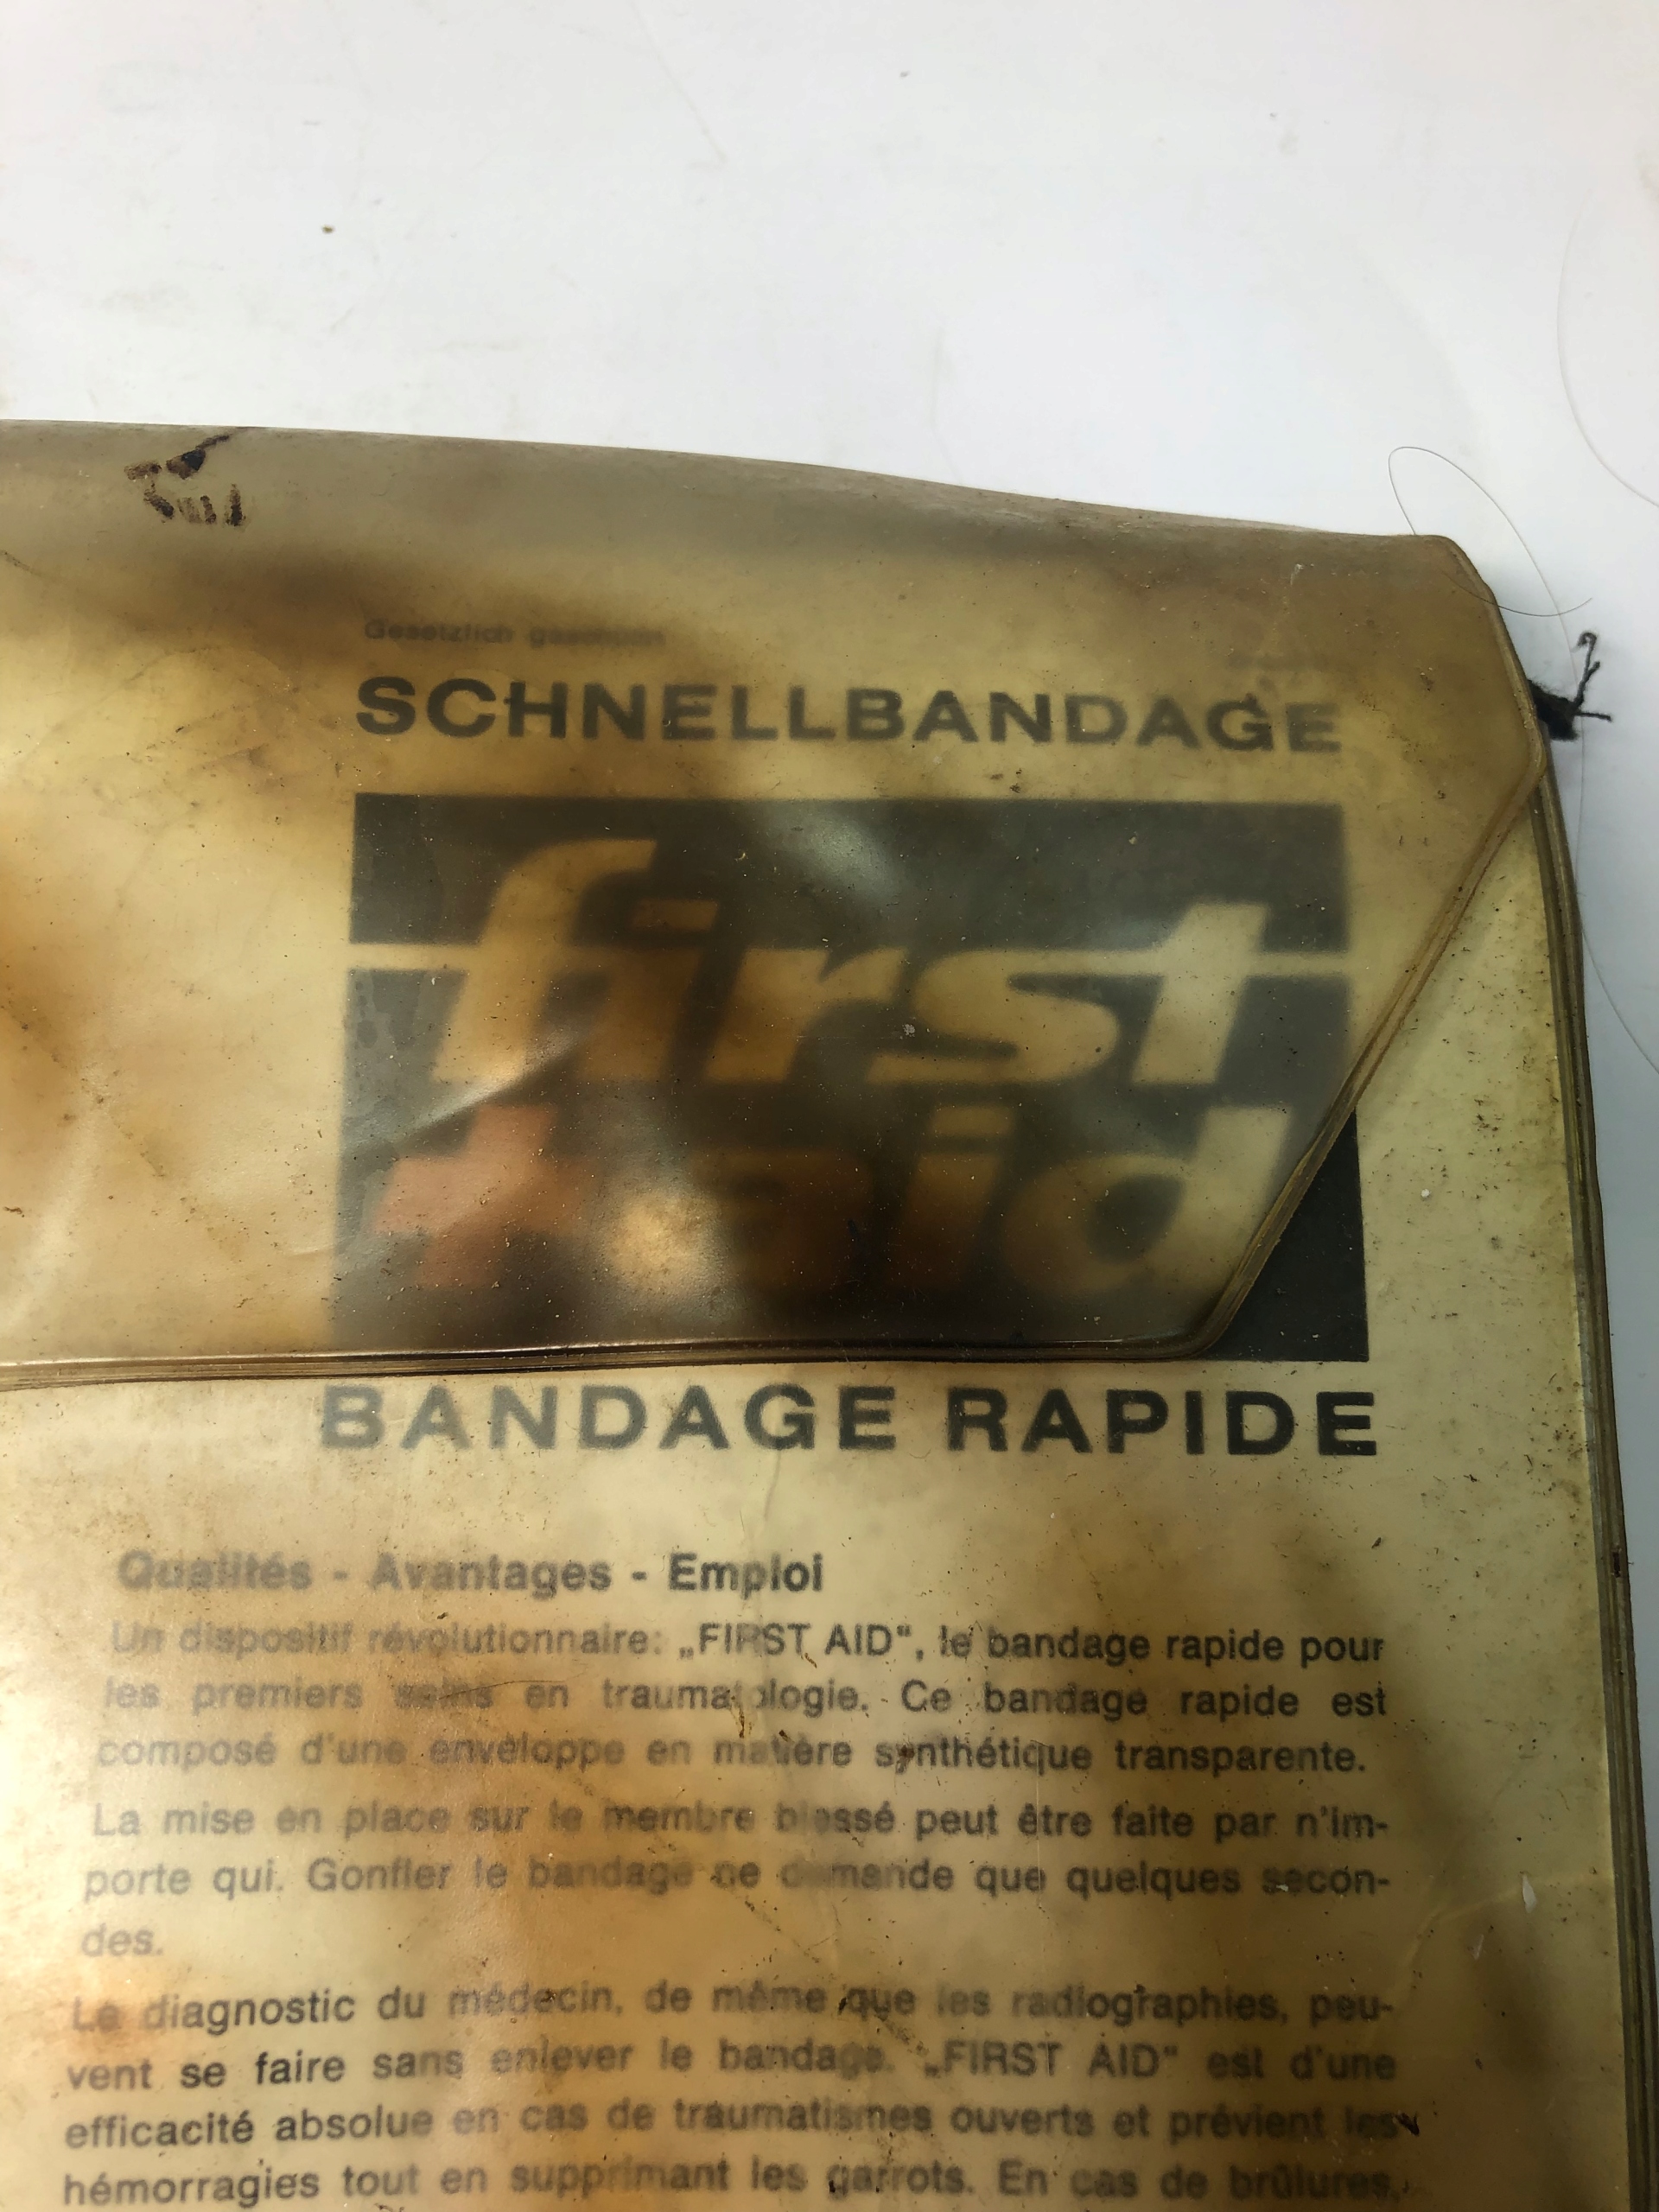 Gesetzlich
SCHNELLBANDAGE
first
aid
BANDAGE RAPIDE
Qualités - Avantages - Emploi
Un dispositif révolutionnaire: „FIRST AID“, le bandage rapide pour
les premiers soins en traumatologie. Ce bandage rapide est
composé d'une enveloppe en matière synthétique transparente.
La mise en place sur le membre blessé peut être faite par n'im-
porte qui. Gonfler le bandage ne demande que quelques secon-
des.
Le diagnostic du médecin, de même que les radiographies, peu-
vent se faire sans enlever le bandage. „FIRST AID“ est d'une
efficacité absolue en cas de traumatismes ouverts et prévient les
hémorragies tout en supprimant les garrots. En cas de brûlures,